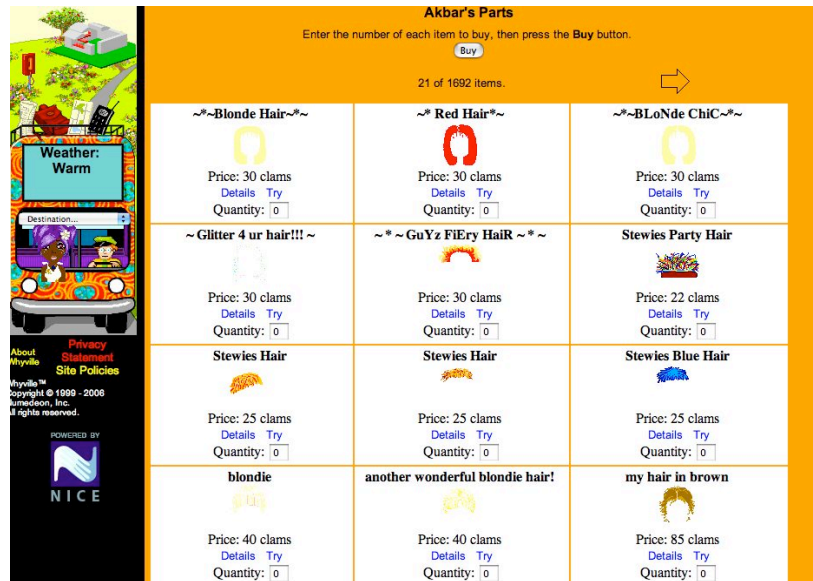 Akbar's Parts
Enter the number of each item to buy, then press the Buy button.
Buy
21 of 1692 items.
~*~Blonde Hair~*~
Price: 30 clams
Details Try
Quantity: 0
~* Red Hair*~
Price: 30 clams
Details Try
Quantity: 0
~*~BLoNde ChiC~*~
Price: 30 clams
Details Try
Quantity: 0
~ Glitter 4 ur hair!!! ~
Price: 30 clams
Details Try
Quantity: 0
~ * ~ GuYz FiEry HaiR ~ * ~
Price: 30 clams
Details Try
Quantity: 0
Stewies Party Hair
Price: 22 clams
Details Try
Quantity: 0
Stewies Hair
Price: 25 clams
Details Try
Quantity: 0
Stewies Hair
Price: 25 clams
Details Try
Quantity: 0
Stewies Blue Hair
Price: 25 clams
Details Try
Quantity: 0
blondie
Price: 40 clams
Details Try
Quantity: 0
another wonderful blondie hair!
Price: 40 clams
Details Try
Quantity: 0
my hair in brown
Price: 85 clams
Details Try
Quantity: 0
Weather:
Warm
Destination...
About
Whyville
Privacy
Statement
Site Policies
Whyville™
Copyright © 1999 - 2006
Numedeon, Inc.
All rights reserved.
POWERED BY
NICE